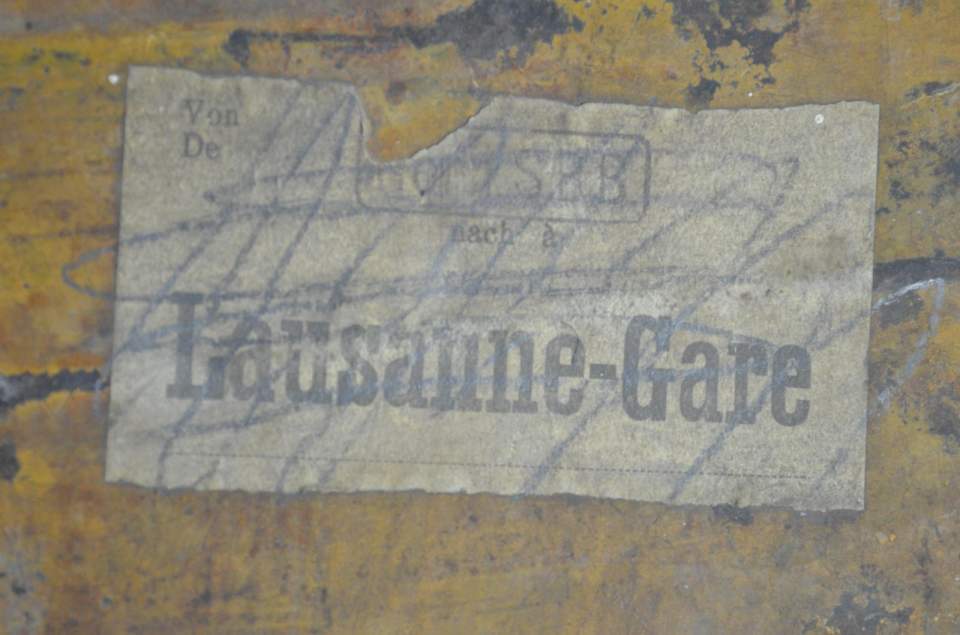 Von
De
SBB
nach à
Lausanne-Gare